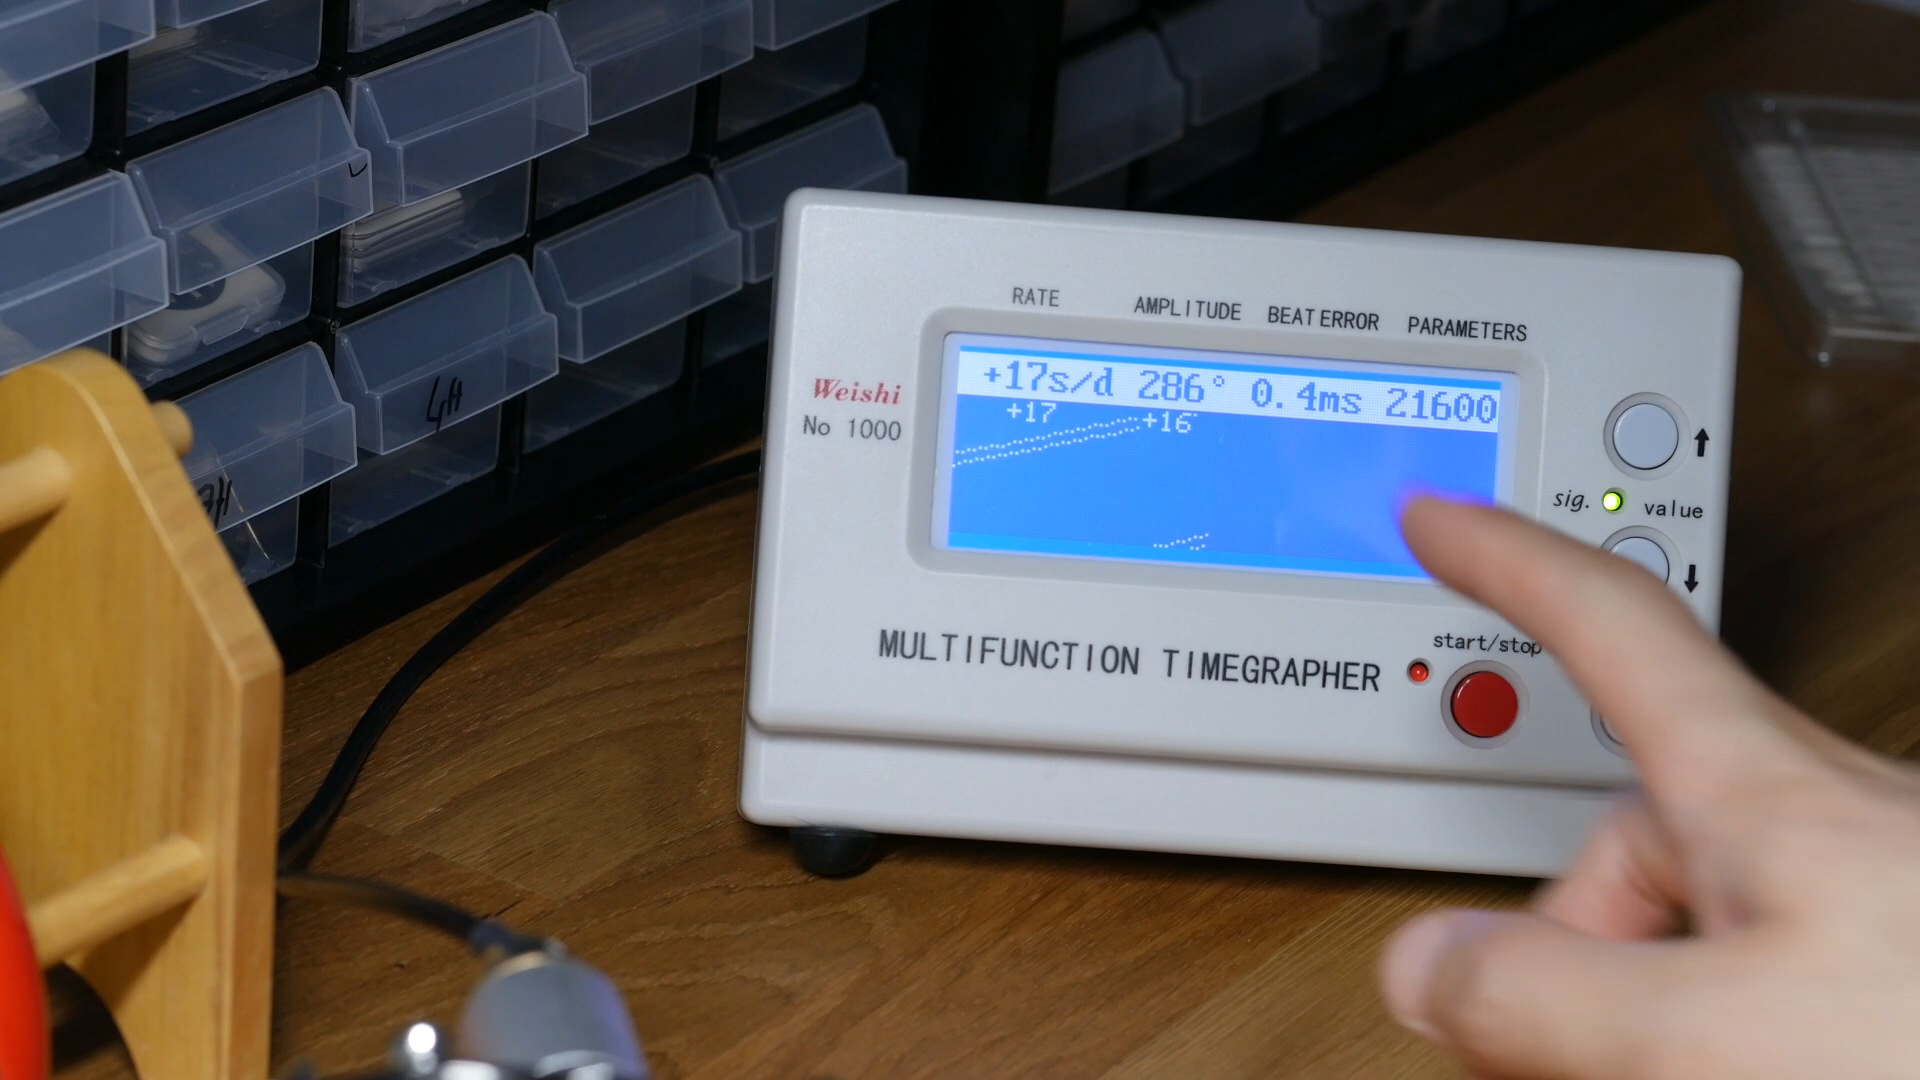 RATE AMPLITUDE BEAT ERROR PARAMETERS
+17s/d 286° 0.4ms 21600
+17 +16
Weishi
No 1000
sig. value
start/stop
MULTIFUNCTION TIMEGRAPHER
4H